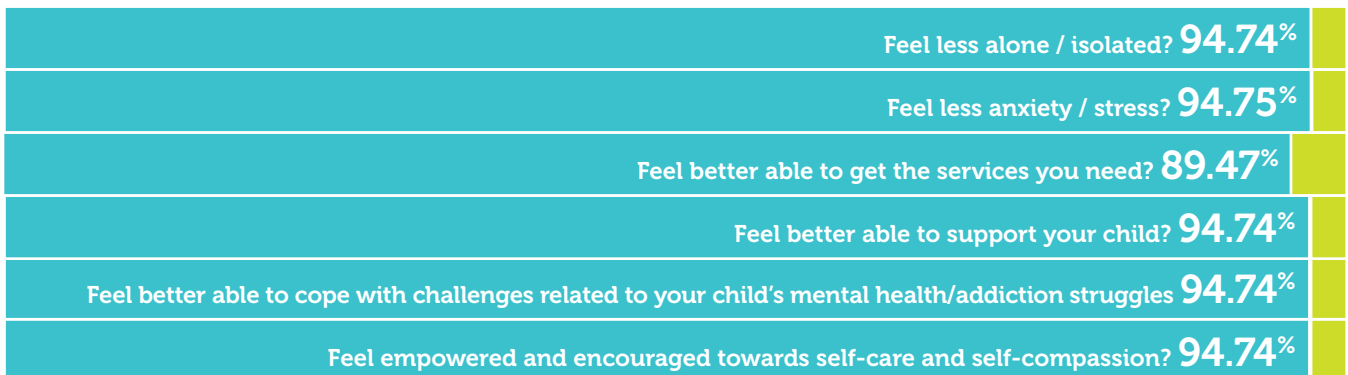 Feel less alone / isolated? 94.74%
Feel less anxiety / stress? 94.75%
Feel better able to get the services you need? 89.47%
Feel better able to support your child? 94.74%
Feel better able to cope with challenges related to your child’s mental health/addiction struggles 94.74%
Feel empowered and encouraged towards self-care and self-compassion? 94.74%